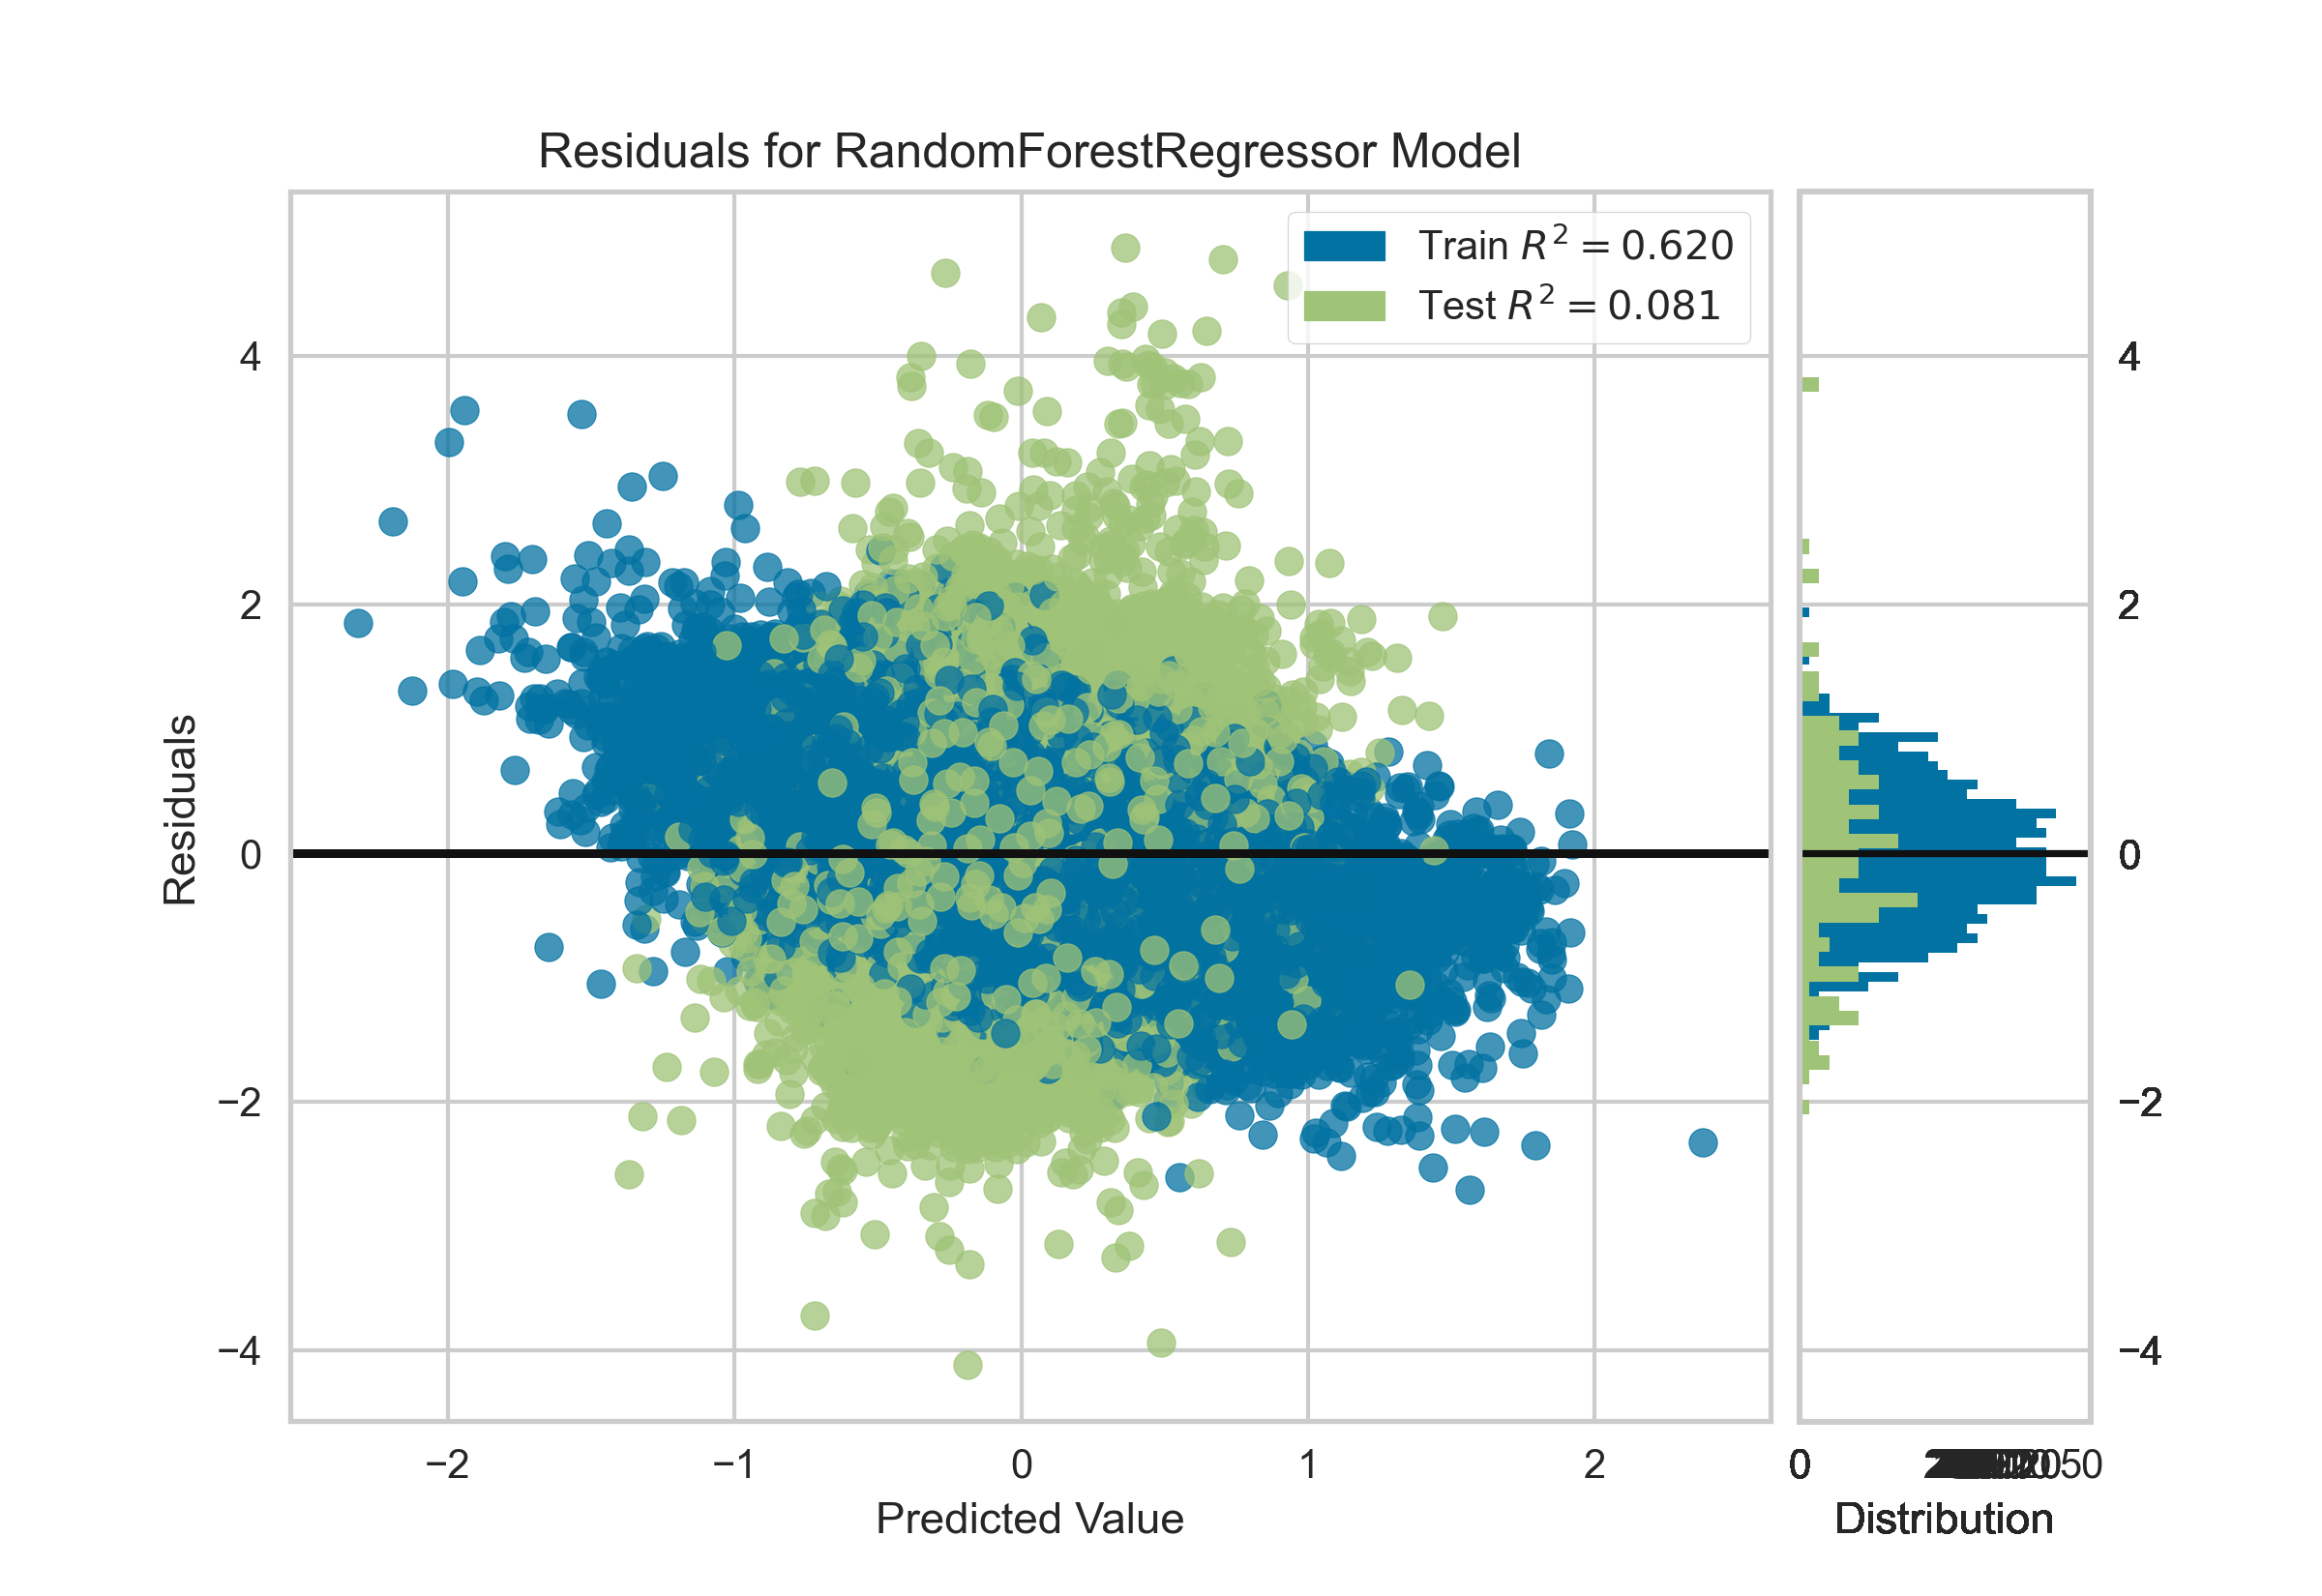 Residuals for RandomForestRegressor Model
Train R² = 0.620
Test R² = 0.081
Residuals
4
2
0
−2
−4
4
2
0
−2
−4
−2
−1
0
1
2
0
50
Predicted Value
Distribution